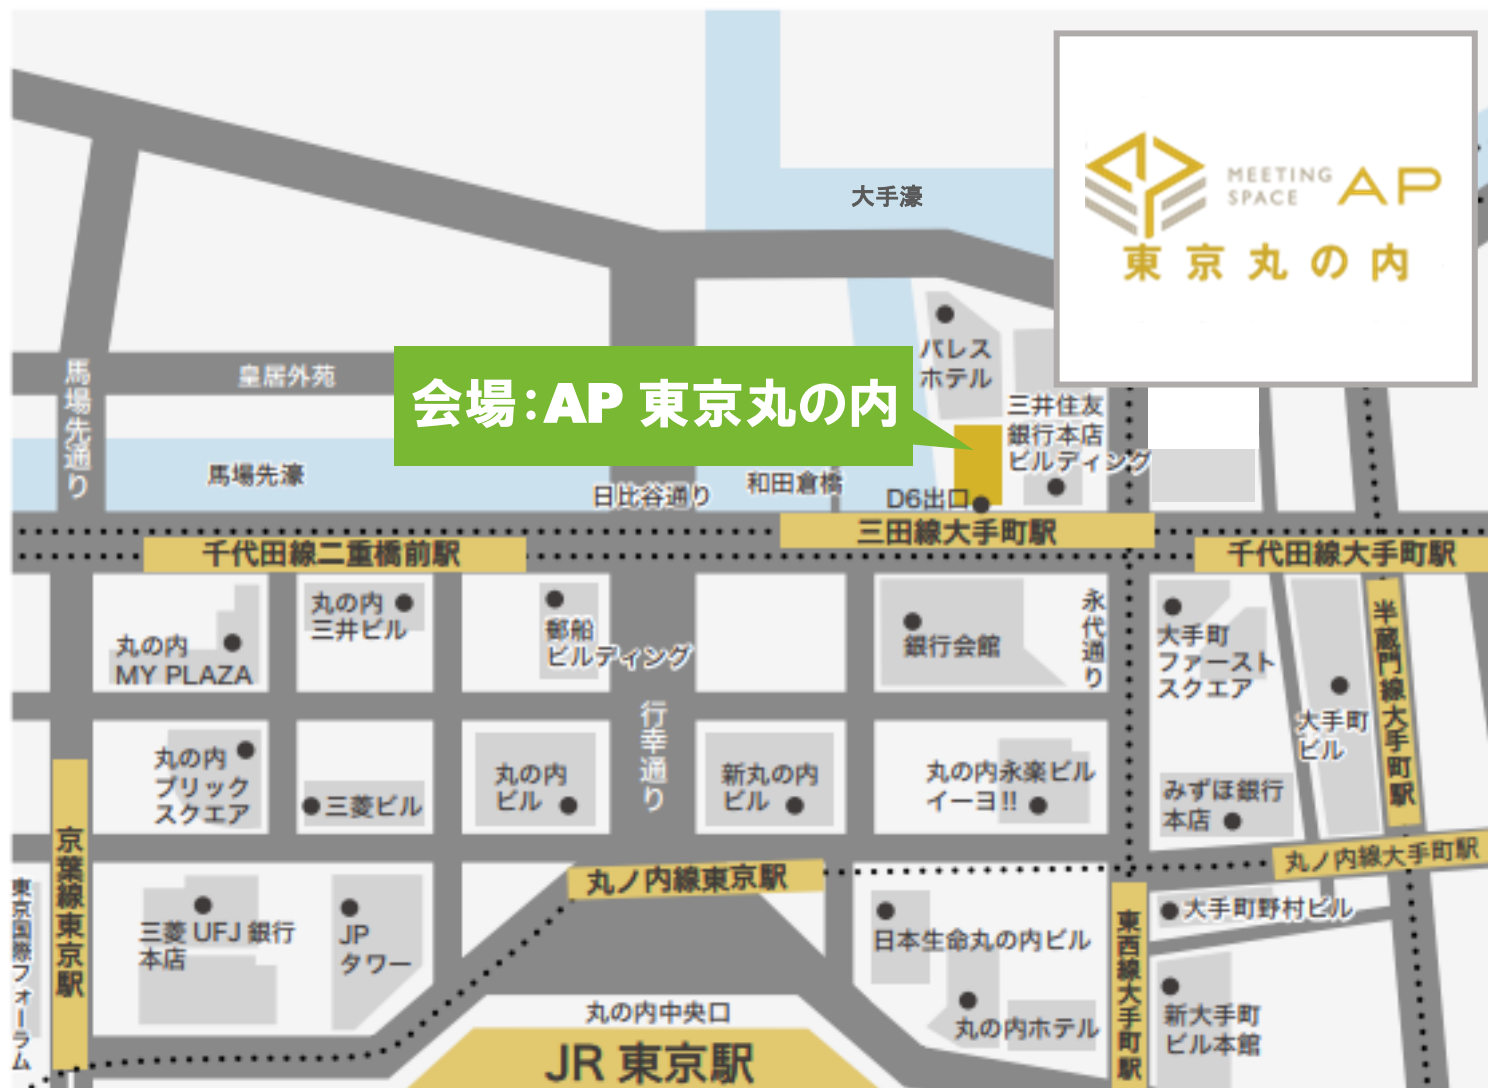 大手濠
MEETING
SPACE
AP
東京丸の内
パレス
ホテル
皇居外苑
馬場先通り
会場：AP 東京丸の内
三井住友
銀行本店
ビルディング
馬場先濠
日比谷通り
和田倉橋
D6出口
三田線大手町駅
千代田線二重橋前駅
千代田線大手町駅
丸の内
MY PLAZA
丸の内
三井ビル
郵船
ビルディング
銀行会館
永代通り
大手町
ファースト
スクエア
半蔵門線大手町駅
大手町
ビル
行幸通り
丸の内
ブリック
スクエア
三菱ビル
丸の内
ビル
新丸の内
ビル
丸の内永楽ビル
イーヨ!!
みずほ銀行
本店
京葉線東京駅
丸ノ内線東京駅
丸ノ内線大手町駅
東京国際フォーラム
三菱 UFJ 銀行
本店
JP
タワー
日本生命丸の内ビル
東西線大手町駅
大手町野村ビル
丸の内中央口
丸の内ホテル
新大手町
ビル本館
JR 東京駅